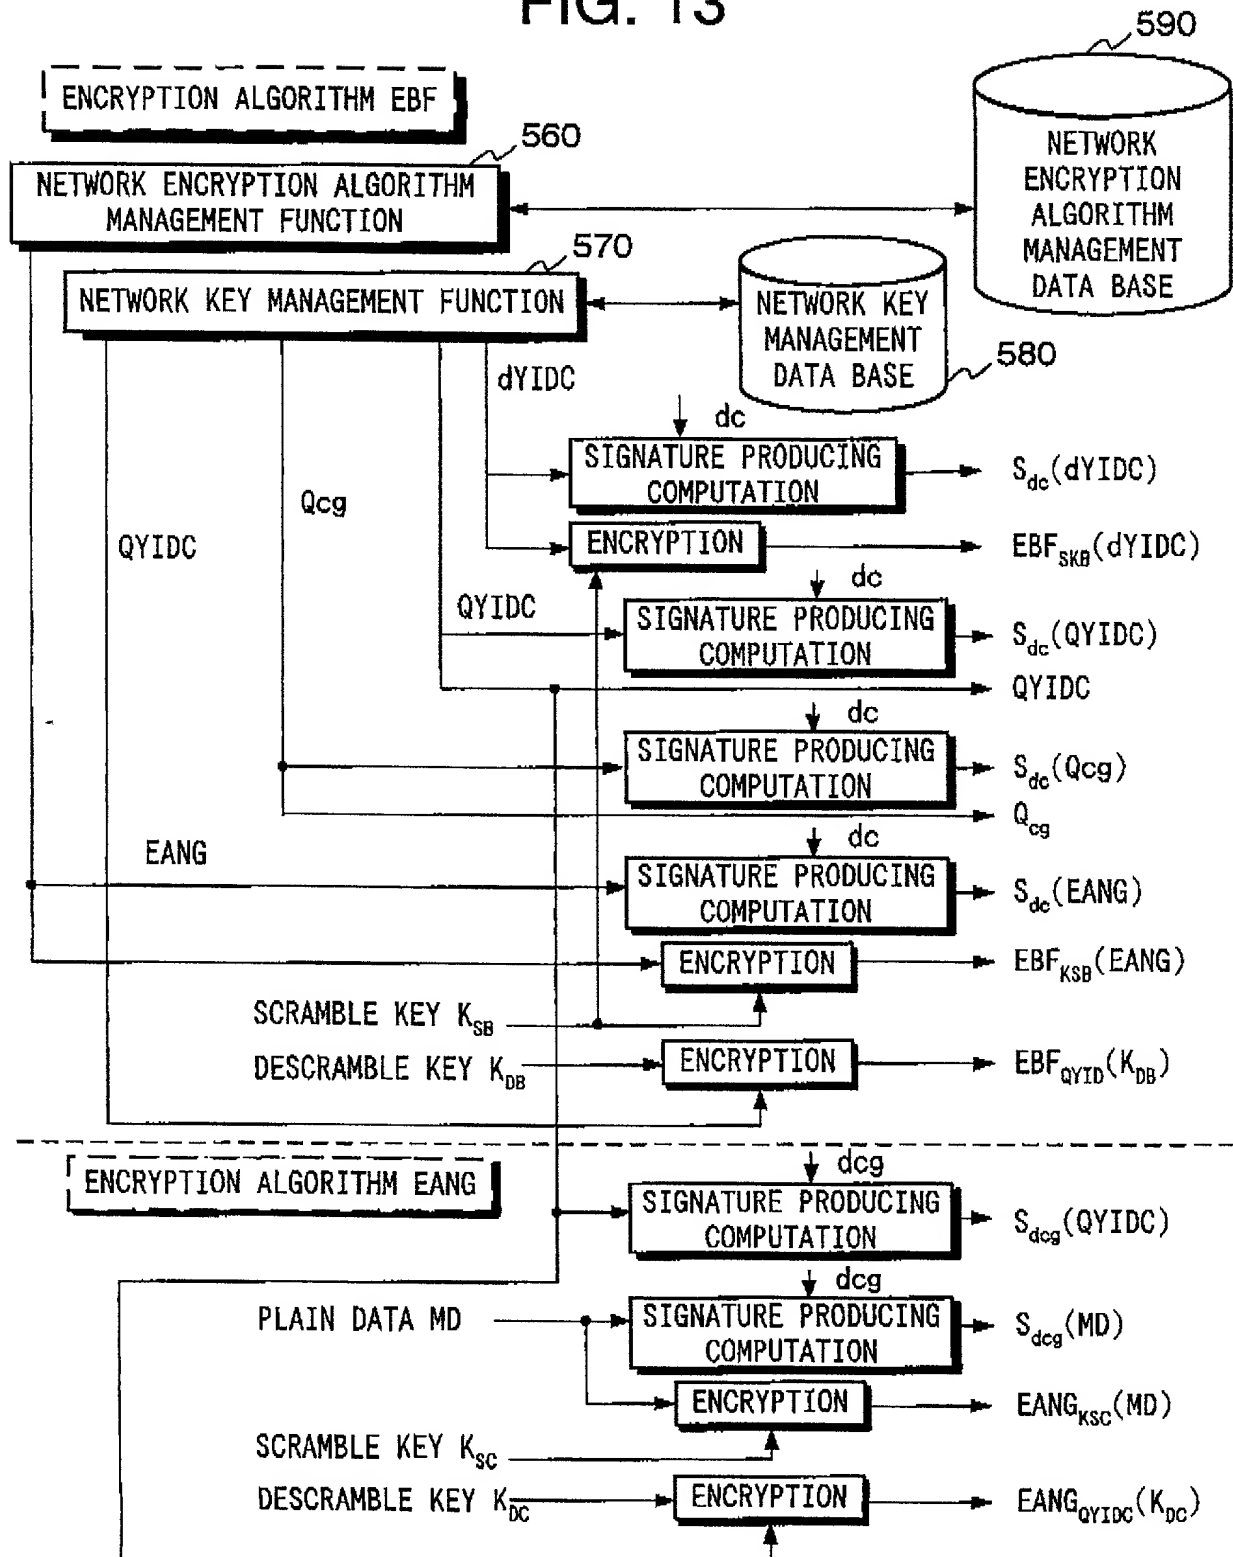 FIG. 13
590
ENCRYPTION ALGORITHM EBF
560
NETWORK ENCRYPTION ALGORITHM
MANAGEMENT FUNCTION
NETWORK
ENCRYPTION
ALGORITHM
MANAGEMENT
DATA BASE
570
NETWORK KEY MANAGEMENT FUNCTION
NETWORK KEY
MANAGEMENT
DATA BASE
580
dYIDC
dc
SIGNATURE PRODUCING
COMPUTATION
Sdc(dYIDC)
Qcg
QYIDC
ENCRYPTION
EBFSKB(dYIDC)
dc
QYIDC
SIGNATURE PRODUCING
COMPUTATION
Sdc(QYIDC)
QYIDC
dc
SIGNATURE PRODUCING
COMPUTATION
Sdc(Qcg)
Qcg
dc
EANG
SIGNATURE PRODUCING
COMPUTATION
Sdc(EANG)
ENCRYPTION
EBFKSB(EANG)
SCRAMBLE KEY KSB
DESCRAMBLE KEY KDB
ENCRYPTION
EBFQYID(KDB)
ENCRYPTION ALGORITHM EANG
dcg
SIGNATURE PRODUCING
COMPUTATION
Sdcg(QYIDC)
dcg
PLAIN DATA MD
SIGNATURE PRODUCING
COMPUTATION
Sdcg(MD)
ENCRYPTION
EANGKSC(MD)
SCRAMBLE KEY KSC
DESCRAMBLE KEY KDC
ENCRYPTION
EANGQYIDC(KDC)